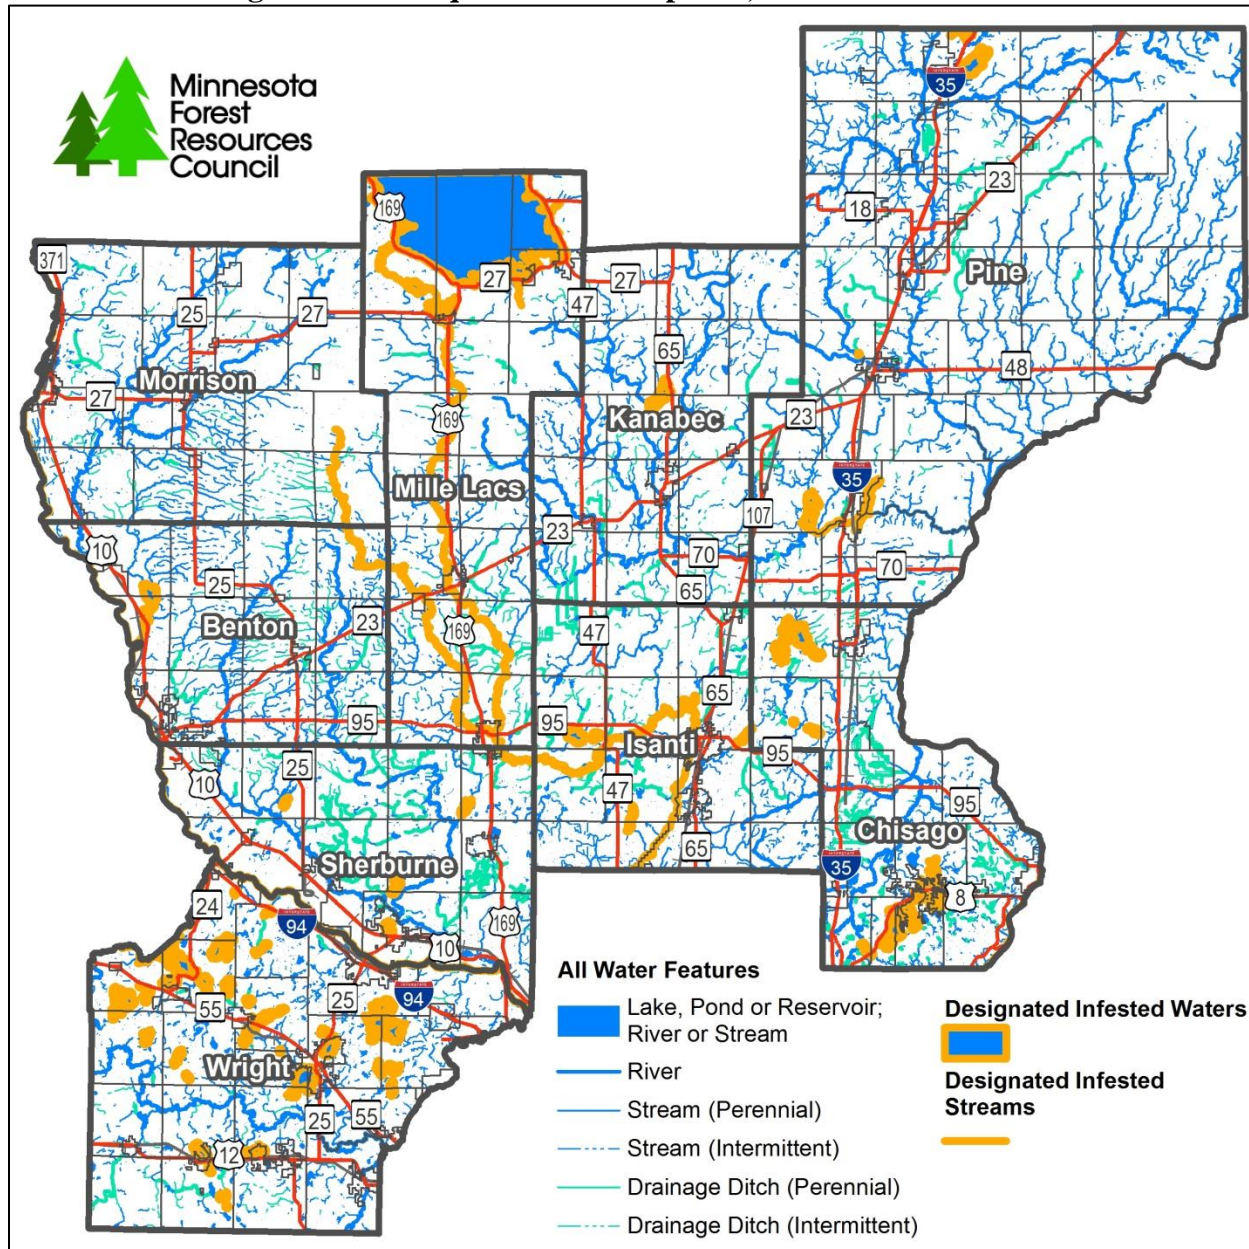 Minnesota
Forest
Resources
Council
35
23
18
Pine
169
371
27
27
47
25
27
65
48
Morrison
27
169
Kanabec
23
35
Mille Lacs
107
23
10
70
70
25
65
Benton
23
169
47
65
95
95
Isanti
95
25
10
47
95
Chisago
65
35
Sherburne
8
24
94
169
10
25
94
55
Wright
25
55
12
All Water Features
Lake, Pond or Reservoir;
River or Stream
River
Stream (Perennial)
Stream (Intermittent)
Drainage Ditch (Perennial)
Drainage Ditch (Intermittent)
Designated Infested Waters
Designated Infested
Streams